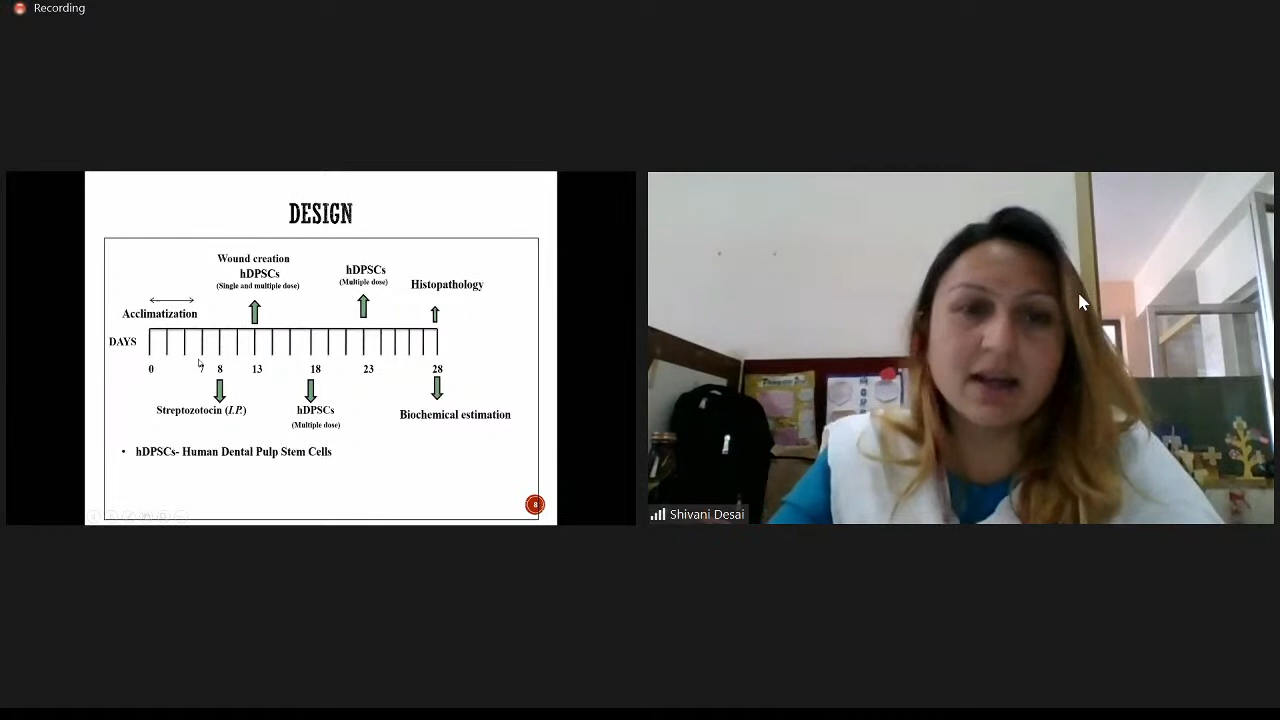 Recording
DESIGN
Wound creation
hDPSCs
(Single and multiple dose)
hDPSCs
(Multiple dose)
Histopathology
Acclimatization
DAYS
0 7 8 13 18 23 28
Streptozotocin (I.P.)
hDPSCs
(Multiple dose)
Biochemical estimation
• hDPSCs- Human Dental Pulp Stem Cells
8
Shivani Desai